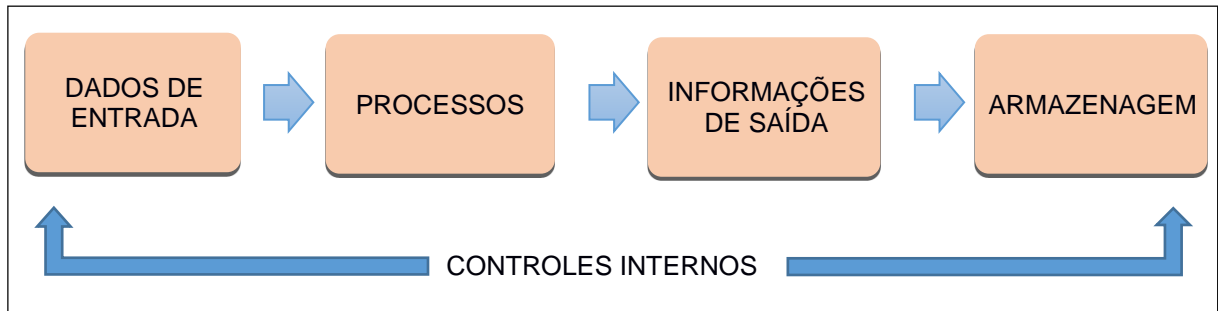 DADOS DE
ENTRADA
PROCESSOS
INFORMAÇÕES
DE SAÍDA
ARMAZENAGEM
CONTROLES INTERNOS